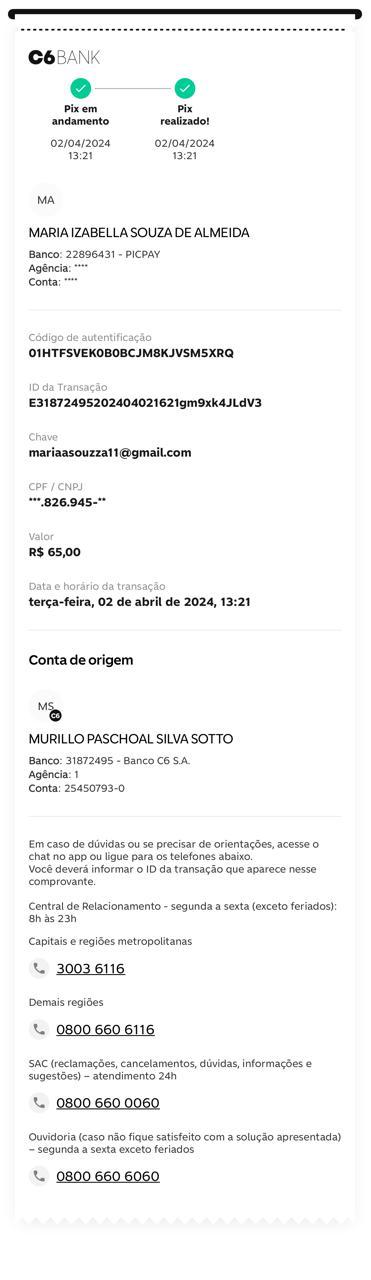 C6 BANK
Pix em
andamento
02/04/2024
13:21
Pix
realizado!
02/04/2024
13:21
MA
MARIA IZABELLA SOUZA DE ALMEIDA
Banco: 22896431 - PICPAY
Agência: ****
Conta: ****
Código de autentificação
01HTFSVEK0B0BCJM8KJVSM5XRQ
ID da Transação
E31872495202404021621gm9xk4JLdV3
Chave
mariaasouzza11@gmail.com
CPF / CNPJ
***.826.945-**
Valor
R$ 65,00
Data e horário da transação
terça-feira, 02 de abril de 2024, 13:21
Conta de origem
MS
C6
MURILLO PASCHOAL SILVA SOTTO
Banco: 31872495 - Banco C6 S.A.
Agência: 1
Conta: 25450793-0
Em caso de dúvidas ou se precisar de orientações, acesse o
chat no app ou ligue para os telefones abaixo.
Você deverá informar o ID da transação que aparece nesse
comprovante.
Central de Relacionamento - segunda a sexta (exceto feriados):
8h às 23h
Capitais e regiões metropolitanas
3003 6116
Demais regiões
0800 660 6116
SAC (reclamações, cancelamentos, dúvidas, informações e
sugestões) – atendimento 24h
0800 660 0060
Ouvidoria (caso não fique satisfeito com a solução apresentada)
– segunda a sexta exceto feriados
0800 660 6060